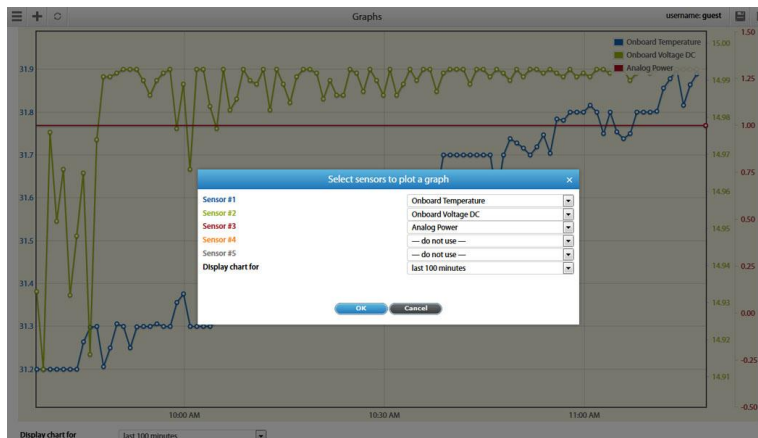 Graphs
username: guest
Onboard Temperature
Onboard Voltage DC
Analog Power
31.9
31.8
31.7
31.6
31.5
31.4
31.3
31.2
15.00
14.99
14.98
14.97
14.96
14.95
14.94
14.93
14.92
14.91
1.50
1.25
1.00
0.75
0.50
0.25
0.00
-0.25
-0.50
Select sensors to plot a graph ×
Sensor #1 Onboard Temperature
Sensor #2 Onboard Voltage DC
Sensor #3 Analog Power
Sensor #4 — do not use —
Sensor #5 — do not use —
Display chart for last 100 minutes
OK Cancel
10:00 AM 10:30 AM 11:00 AM
Display chart for last 100 minutes